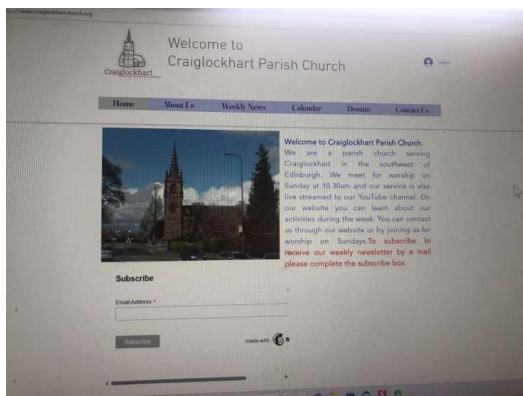 www.craiglockhartchurch.org
Welcome to
Craiglockhart Parish Church
Craiglockhart
Log In
Home About Us Weekly News Calendar Donate Contact Us
Welcome to Craiglockhart Parish Church.
We are a parish church serving
Craiglockhart in the southwest of
Edinburgh. We meet for worship on
Sunday at 10.30am and our service is also
live streamed to our YouTube channel. On
our website you can learn about our
activities during the week. You can contact
us through our website or by joining us for
worship on Sundays.To subscribe to
receive our weekly newsletter by e mail
please complete the subscribe box
Subscribe
Email Address *
Subscribe
made with